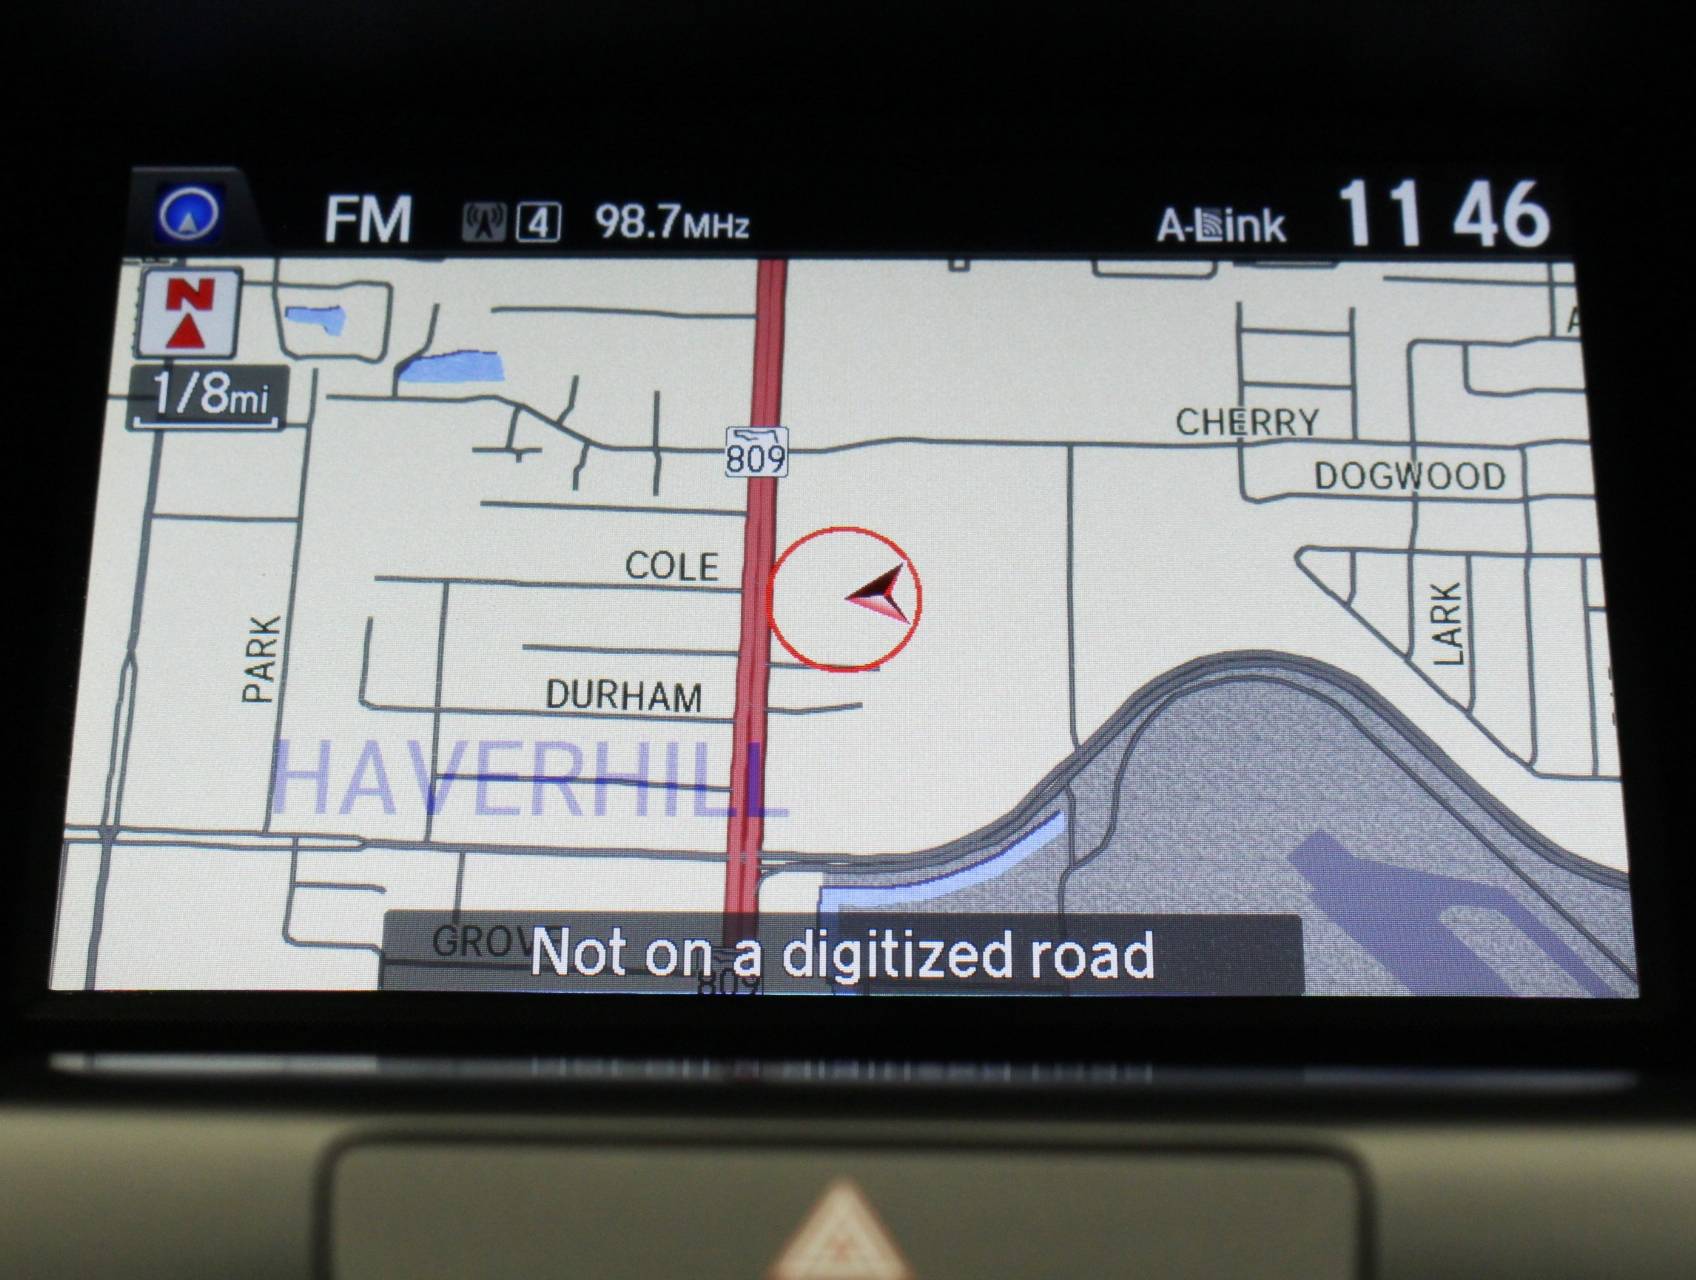 FM 4 98.7MHz A-Link 11 46
N
1/8mi
809
CHERRY
DOGWOOD
COLE
LARK
PARK
DURHAM
HAVERHILL
Not on a digitized road
809